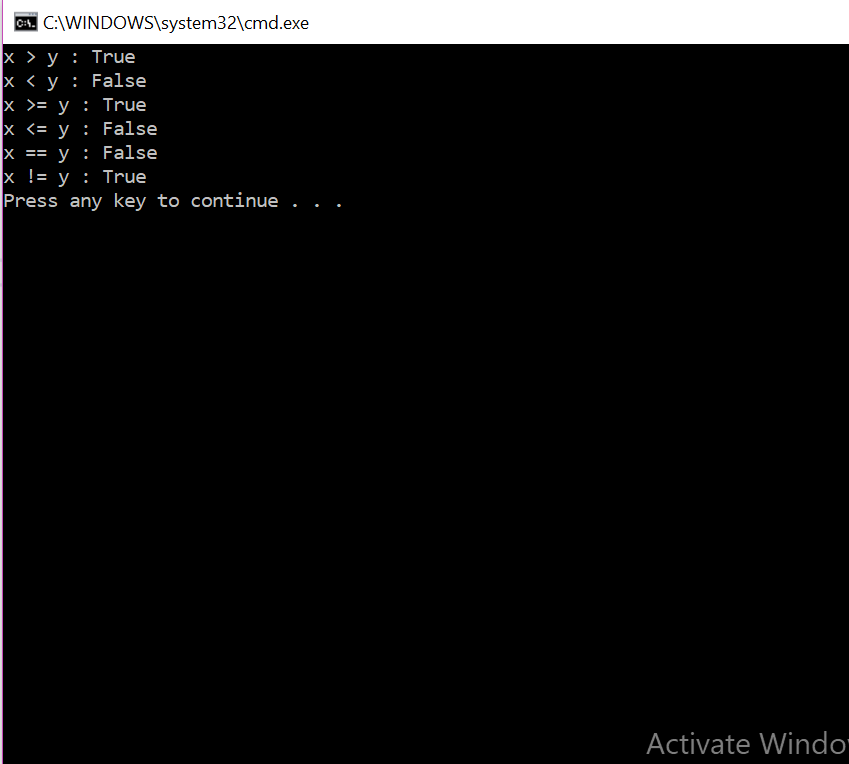 C:\WINDOWS\system32\cmd.exe
x > y : True
x < y : False
x >= y : True
x <= y : False
x == y : False
x != y : True
Press any key to continue . . .
Activate Windo